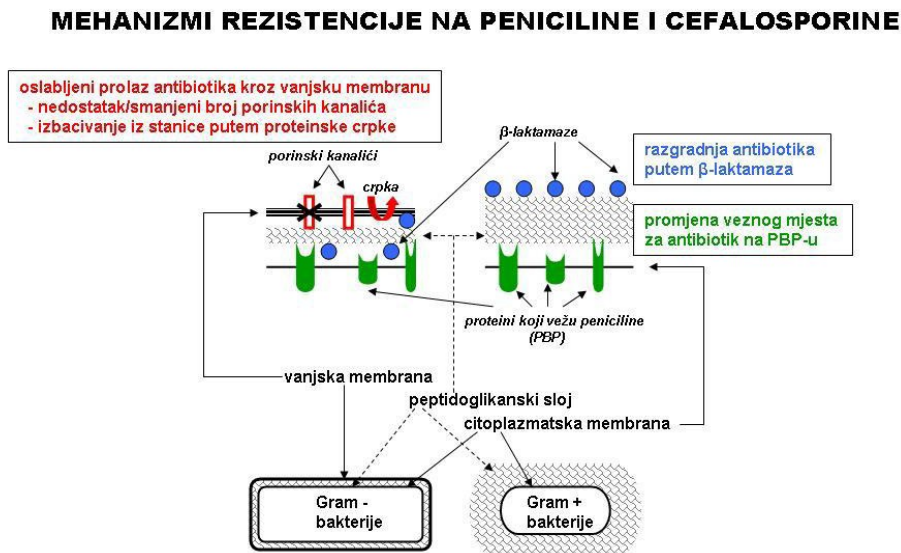 MEHANIZMI REZISTENCIJE NA PENICILINE I CEFALOSPORINE
oslabljeni prolaz antibiotika kroz vanjsku membranu
- nedostatak/smanjeni broj porinskih kanalića
- izbacivanje iz stanice putem proteinske crpke
porinski kanalići
crpka
β-laktamaze
razgradnja antibiotika
putem β-laktamaza
promjena veznog mjesta
za antibiotik na PBP-u
proteini koji vežu peniciline
(PBP)
vanjska membrana
peptidoglikanski sloj
citoplazmatska membrana
Gram -
bakterije
Gram +
bakterije